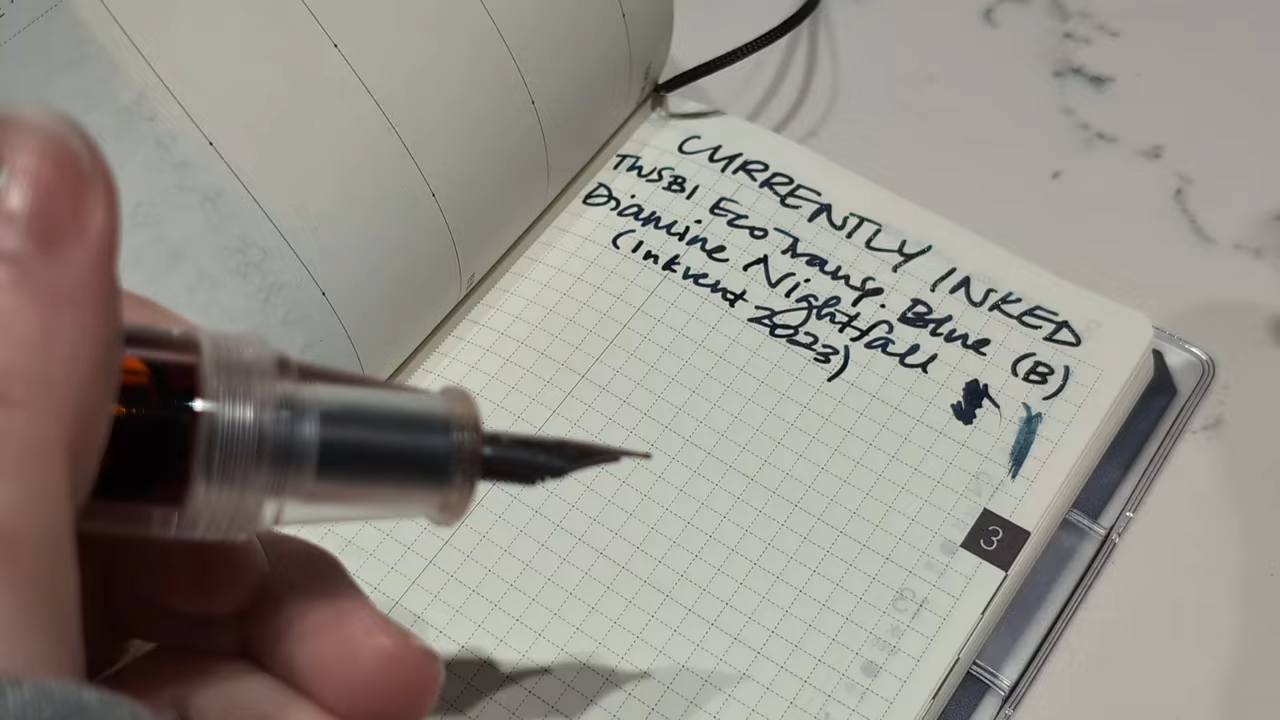 CURRENTLY INKED
TWSBI Eco Transp. Blue (B)
Diamine Nightfall
(Inkvent 2023)
3